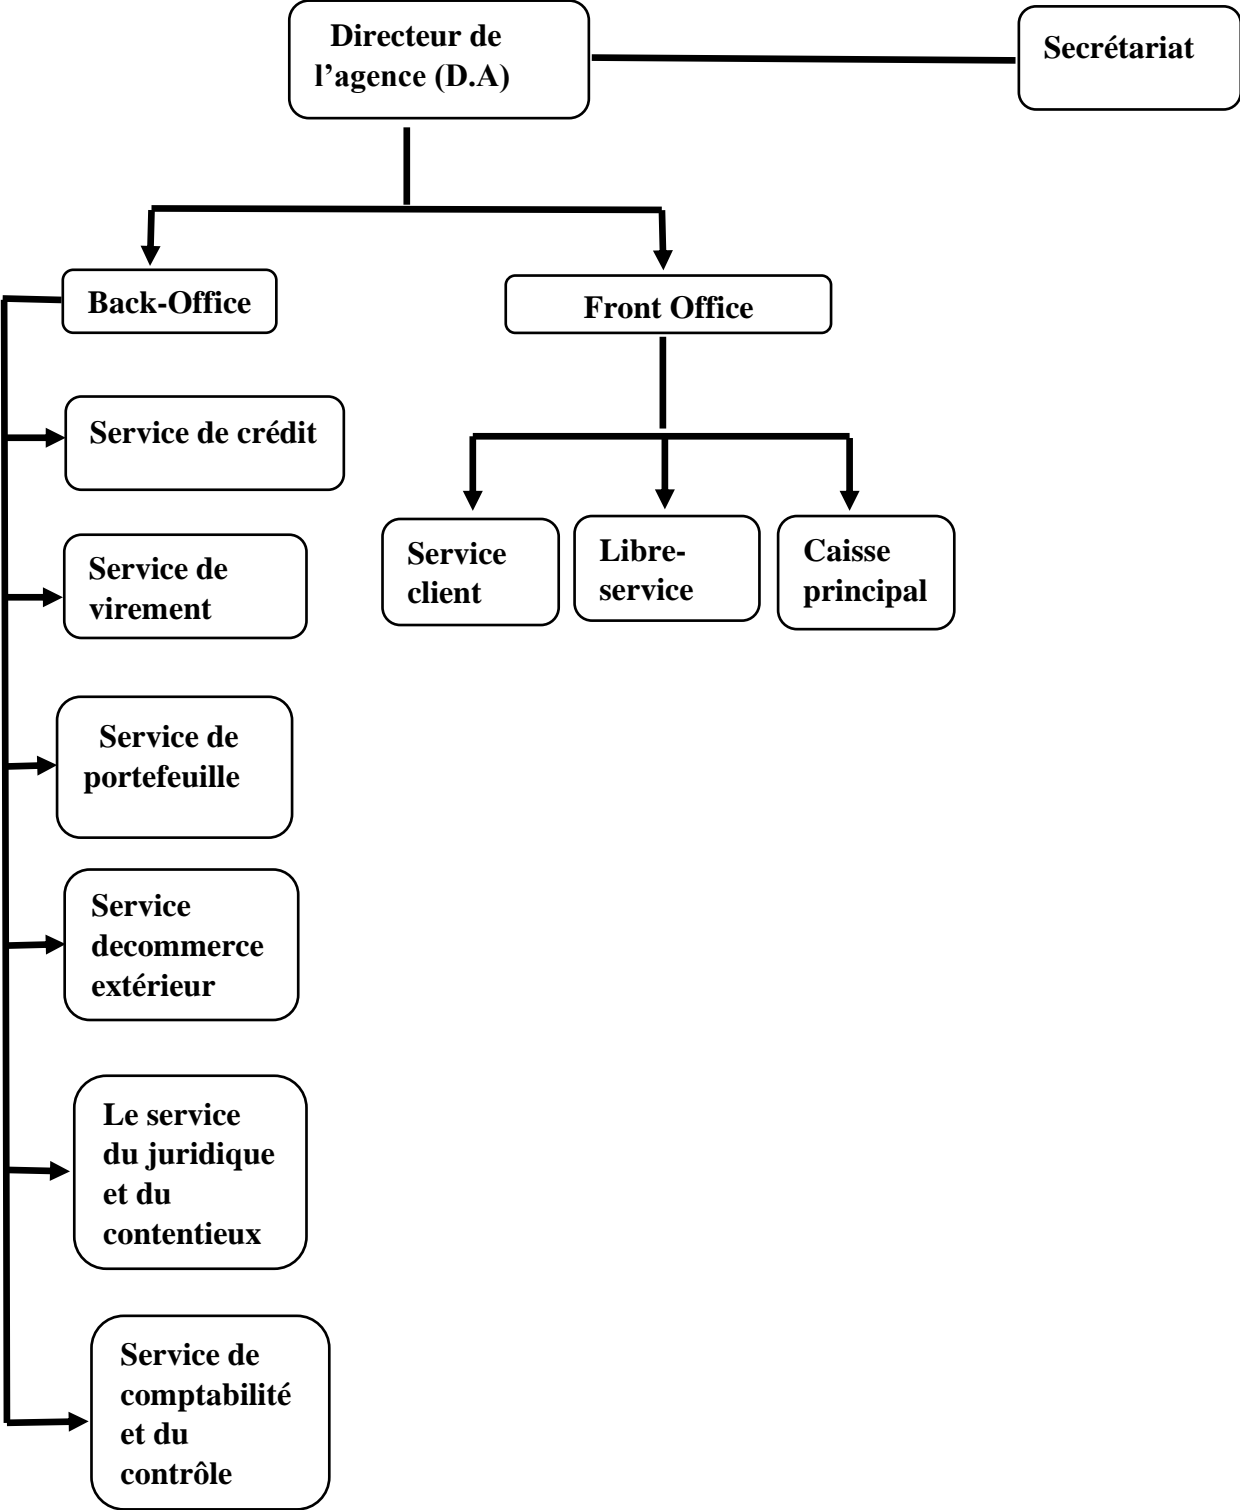 Directeur de
l’agence (D.A)
Secrétariat
Back-Office
Front Office
Service de crédit
Service de
virement
Service de
portefeuille
Service
decommerce
extérieur
Le service
du juridique
et du
contentieux
Service de
comptabilité
et du
contrôle
Service
client
Libre-
service
Caisse
principal